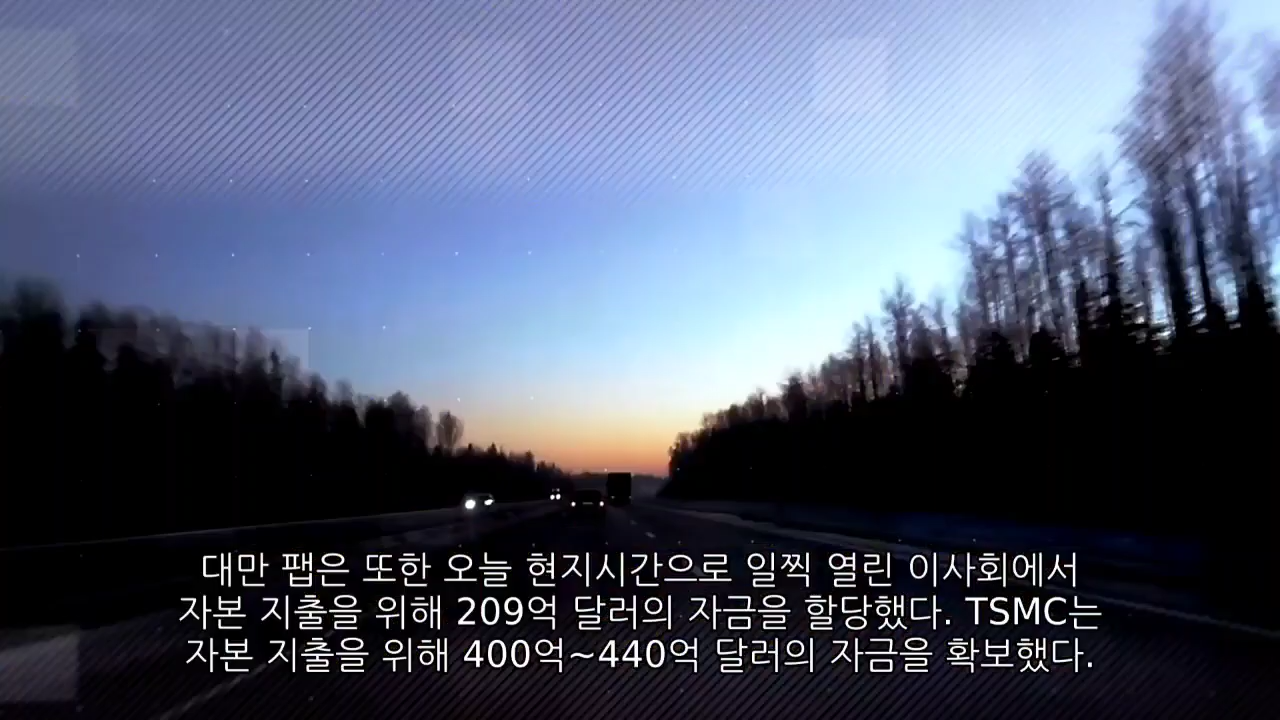 대만 팹은 또한 오늘 현지시간으로 일찍 열린 이사회에서
자본 지출을 위해 209억 달러의 자금을 할당했다. TSMC는
자본 지출을 위해 400억~440억 달러의 자금을 확보했다.